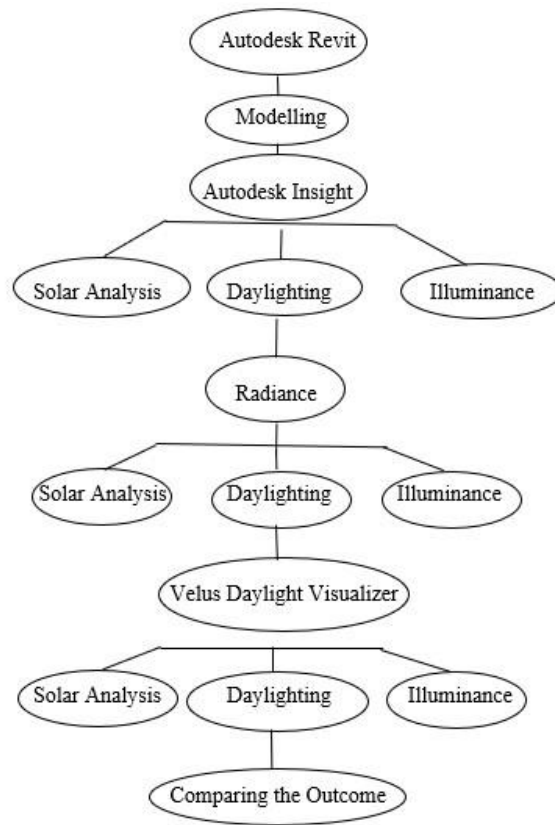 Autodesk Revit
Modelling
Autodesk Insight
Solar Analysis
Daylighting
Illuminance
Radiance
Solar Analysis
Daylighting
Illuminance
Velus Daylight Visualizer
Solar Analysis
Daylighting
Illuminance
Comparing the Outcome